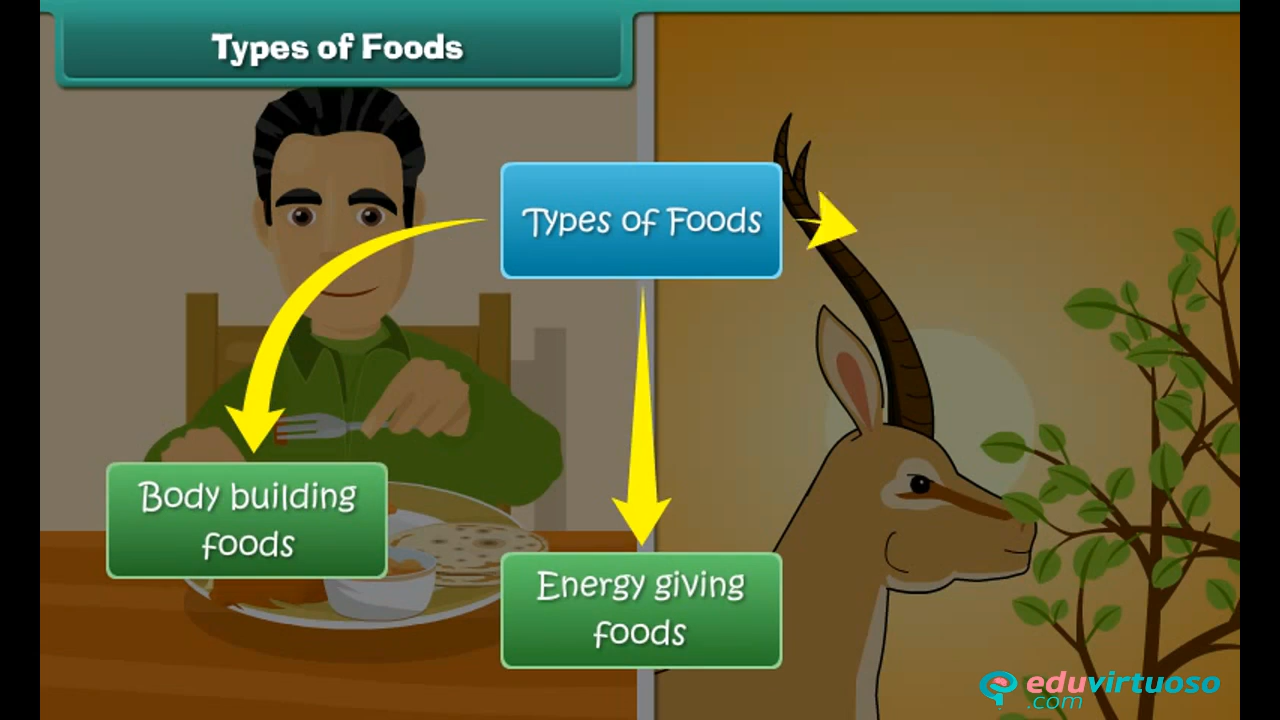 Types of Foods
Types of Foods
Body building
foods
Energy giving
foods
eduvirtuoso
.com